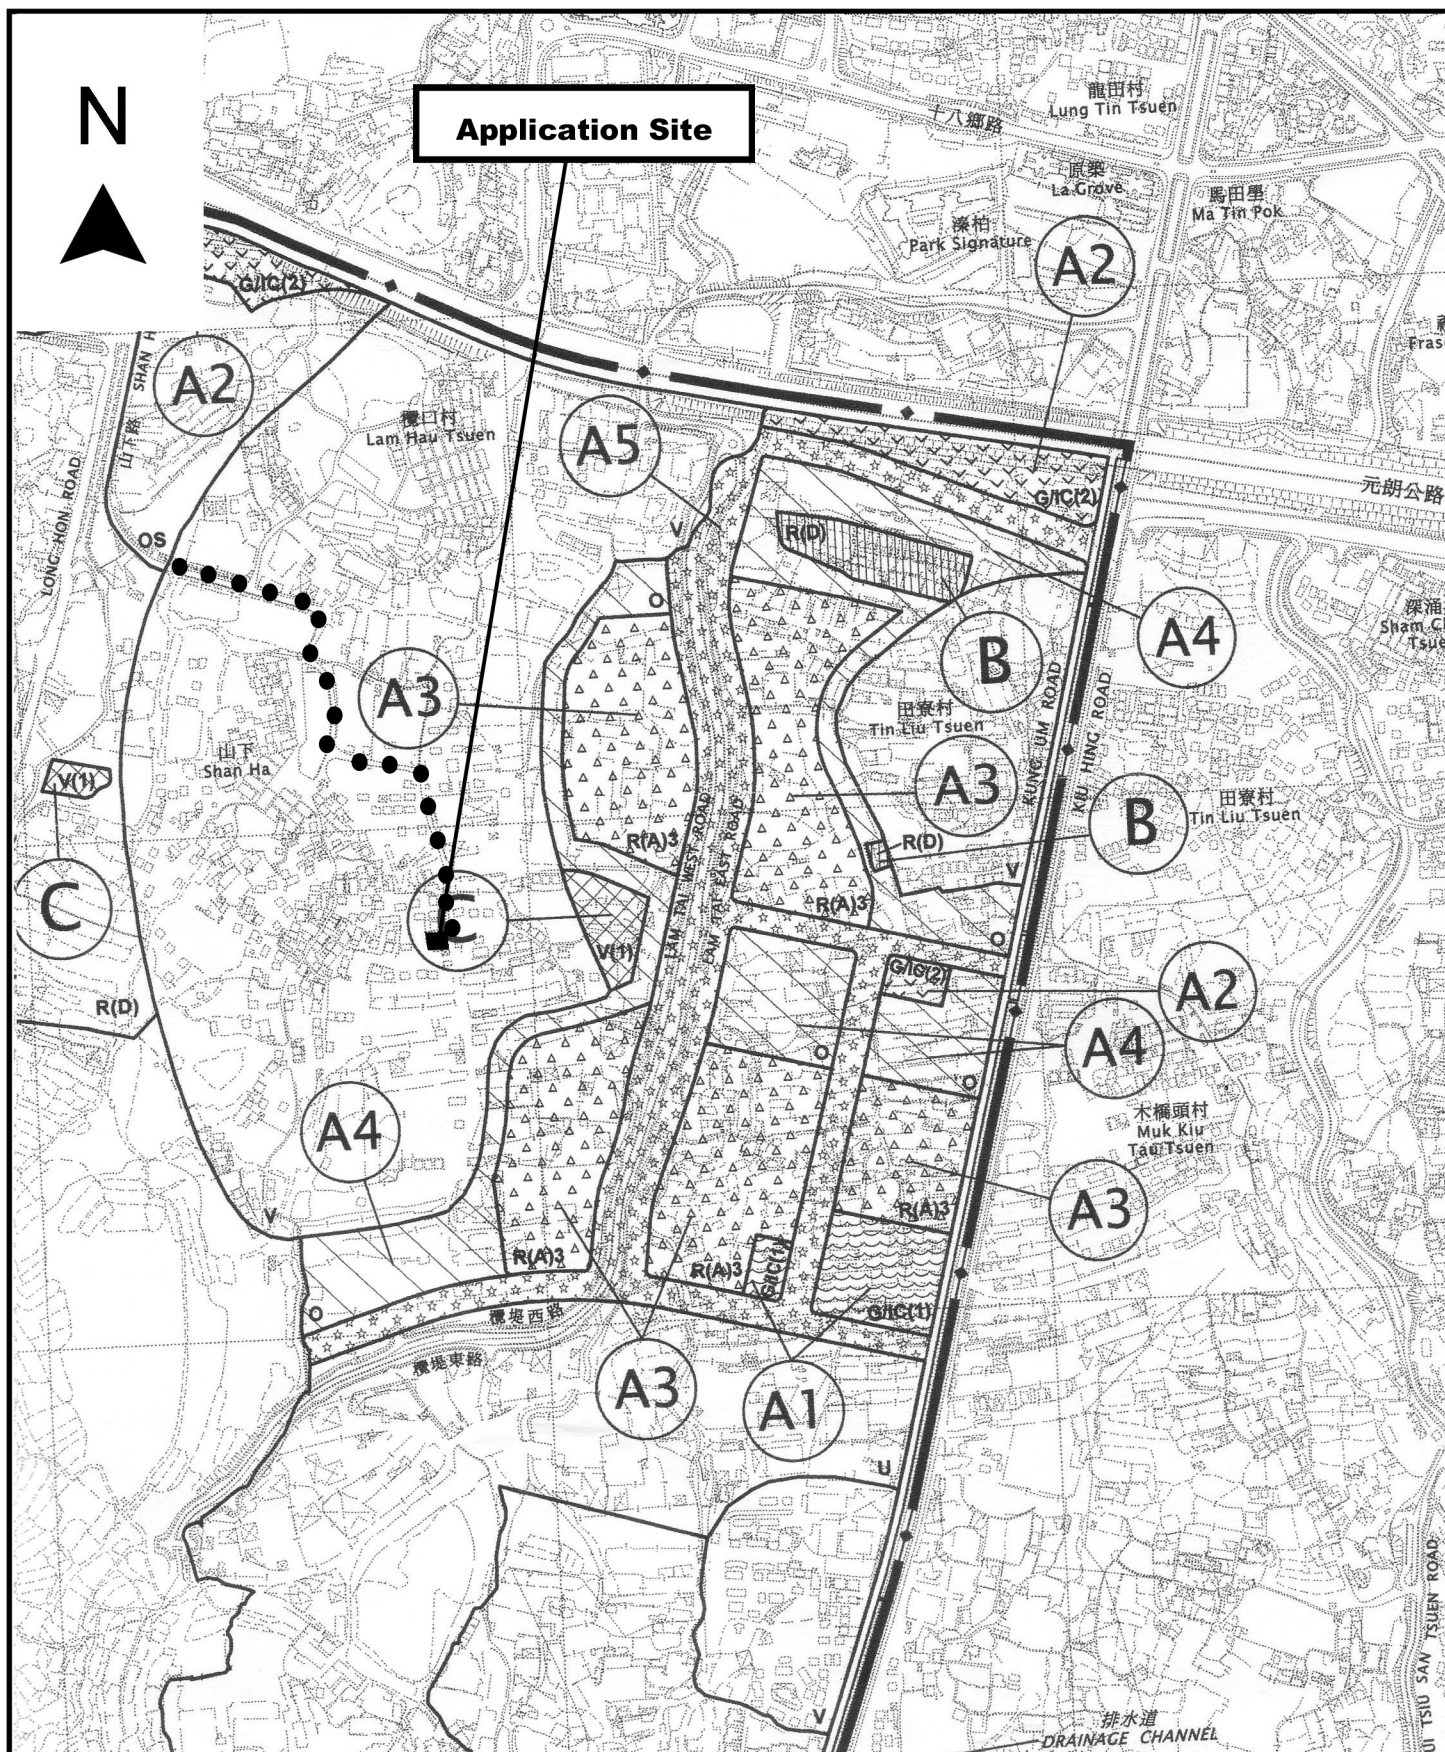 N
Application Site
十八鄉路
龍田村
Lung Tin Tsuen
原築
La Grove
馬田壆
Ma Tin Pok
溱柏
Park Signature
A2
G/IC(2)
A2
SHAN H
山下路
欖口村
Lam Hau Tsuen
A5
Fras
元朗公路
G/IC(2)
LONG HON ROAD
OS
V
R(D)
O
B
A4
Sham C
Tsue
A3
田寮村
Tin Liu Tsuen
KUNG UM ROAD
KIU HING ROAD
山下
Shan Ha
V(1)
A3
B
田寮村
Tin Liu Tsuen
R(A)3
LAM TAI WEST ROAD
LAM TAI EAST ROAD
R(D)
V
C
C
R(A)3
O
V(1)
G/IC(2)
A2
R(D)
A4
O
O
A4
木橋頭村
Muk Kiu
Tau Tsuen
A3
V
R(A)3
R(A)3
R(A)3
G/IC(1)
G/IC(1)
O
欖堤西路
欖堤東路
A3
A1
U
V
排水道
DRAINAGE CHANNEL
UI TSIU SAN TSUEN ROAD